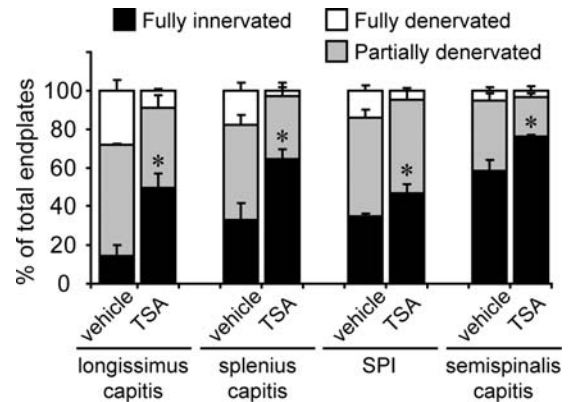 Fully innervated
Fully denervated
Partially denervated
% of total endplates
100
80
60
40
20
0
*
*
*
*
vehicle
TSA
vehicle
TSA
vehicle
TSA
vehicle
TSA
longissimus
capitis
splenius
capitis
SPI
semispinalis
capitis